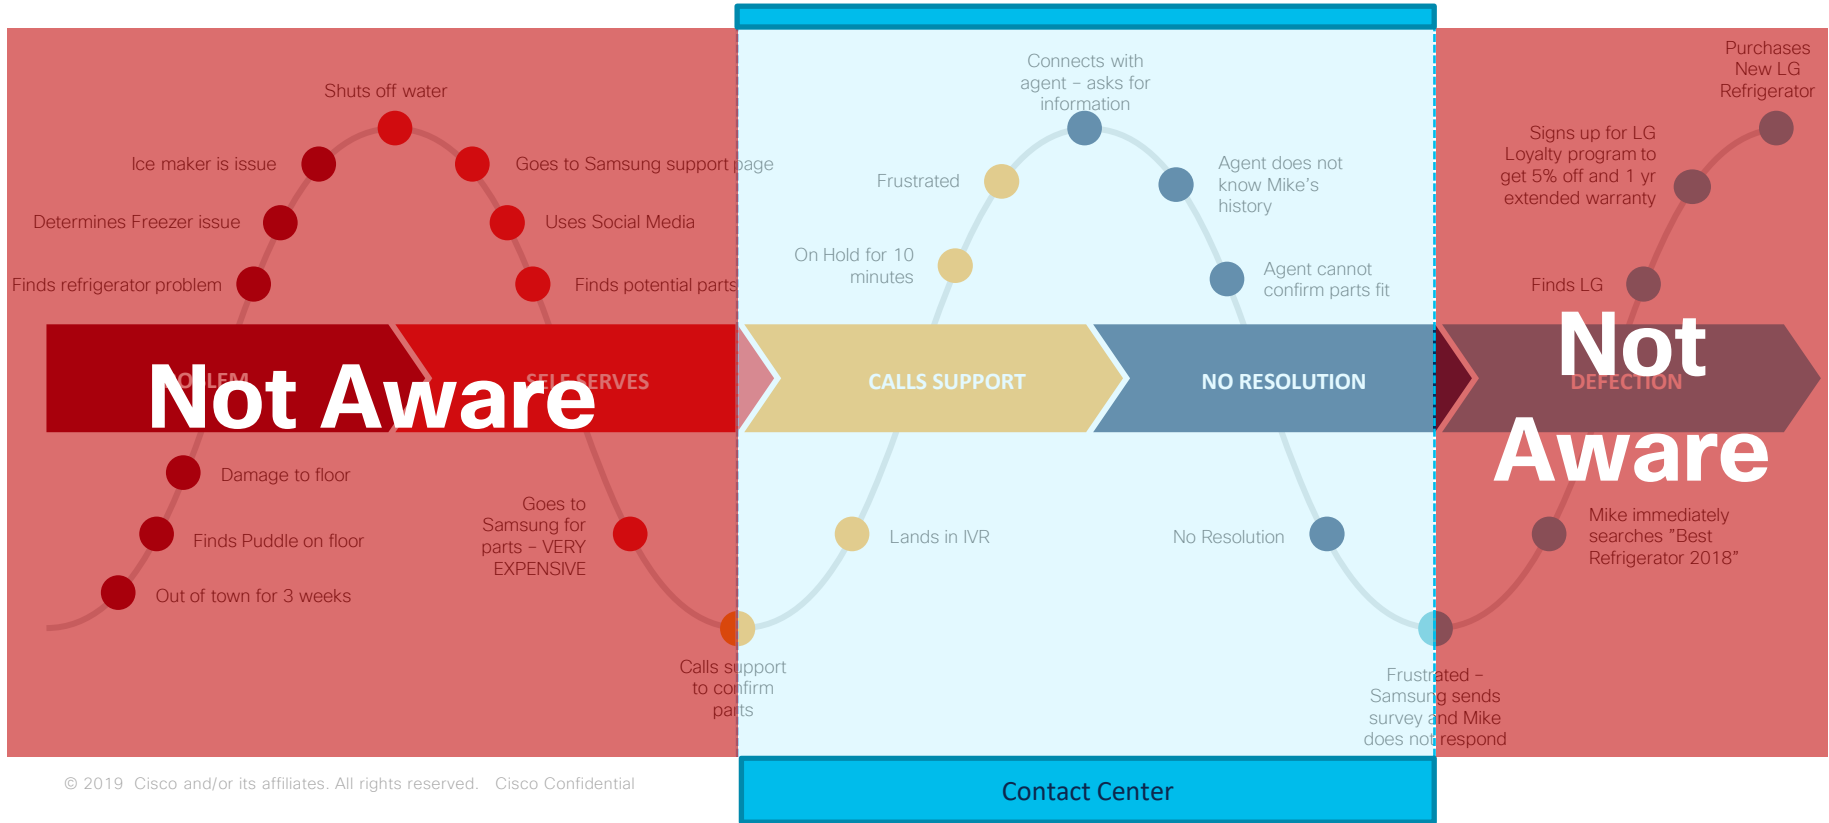 Shuts off water
Ice maker is issue
Determines Freezer issue
Finds refrigerator problem
Goes to Samsung support page
Uses Social Media
Finds potential parts
Connects with
agent – asks for
information
Frustrated
On Hold for 10
minutes
Agent does not
know Mike's
history
Agent cannot
confirm parts fit
Purchases
New LG
Refrigerator
Signs up for LG
Loyalty program to
get 5% off and 1 yr
extended warranty
Finds LG
Not Aware
SELF SERVES
CALLS SUPPORT
NO RESOLUTION
DEFECTION
Not
Aware
Damage to floor
Finds Puddle on floor
Out of town for 3 weeks
Goes to
Samsung for
parts – VERY
EXPENSIVE
Calls support
to confirm
parts
Lands in IVR
No Resolution
Frustrated –
Samsung sends
survey and Mike
does not respond
Mike immediately
searches "Best
Refrigerator 2018"
© 2019 Cisco and/or its affiliates. All rights reserved. Cisco Confidential
Contact Center